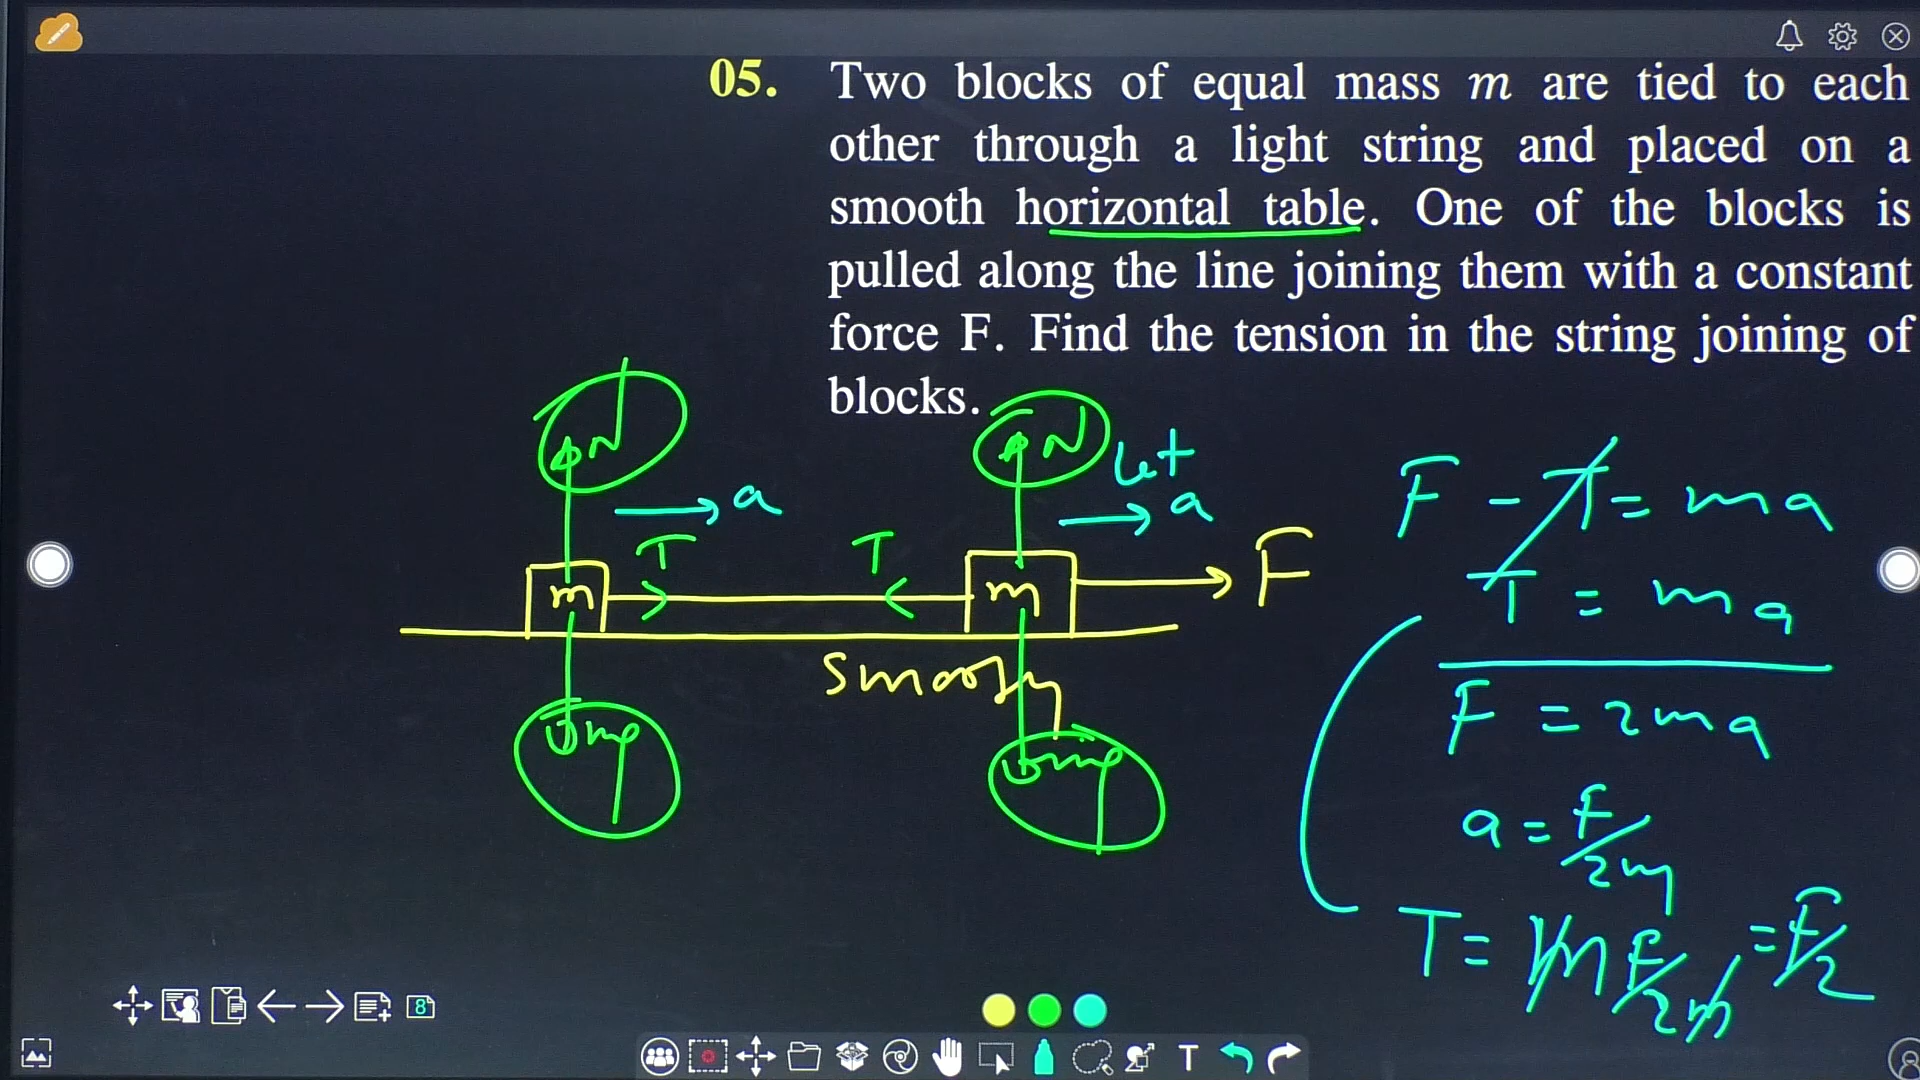 05. Two blocks of equal mass m are tied to each
other through a light string and placed on a
smooth horizontal table. One of the blocks is
pulled along the line joining them with a constant
force F. Find the tension in the string joining of
blocks.
N
N
Let
a
a
T
T
F
m
m
Smooth
mg
mg
F - T = ma
T = ma
F = 2ma
a = F/2m
T = m F/2m = F/2
8
T